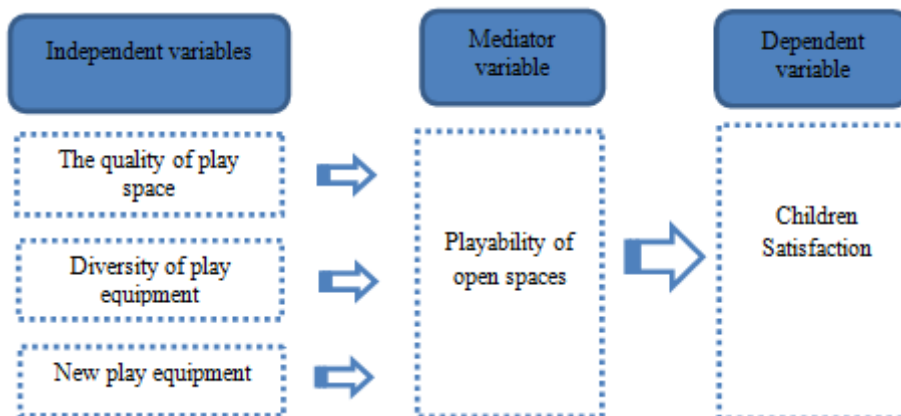 Independent variables
Mediator
variable
Dependent
variable
The quality of play
space
Diversity of play
equipment
New play equipment
Playability of
open spaces
Children
Satisfaction